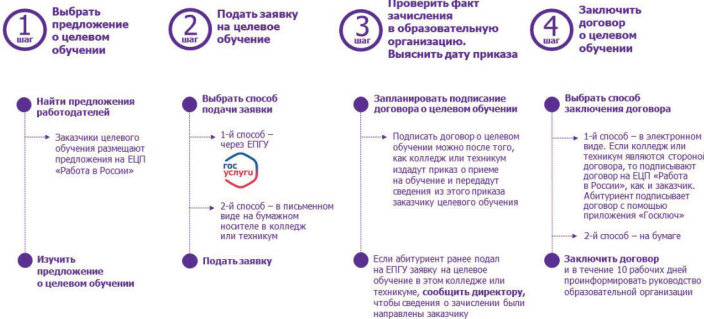 1
шаг
Выбрать
предложение
о целевом
обучении
Найти предложения
работодателей
Заказчики целевого
обучения размещают
предложения на ЕЦП
«Работа в России»
Изучить
предложение
о целевом обучении
2
шаг
Подать заявку
на целевое
обучение
Выбрать способ
подачи заявки
1-й способ –
через ЕПГУ
гос
услуги
2-й способ – в письменном
виде на бумажном
носителе в колледж
или техникум
Подать заявку
3
шаг
Проверить факт
зачисления
в образовательную
организацию.
Выяснить дату приказа
Запланировать подписание
договора о целевом обучении
Подписать договор о целевом
обучении можно после того,
как колледж или техникум
издадут приказ о приеме
на обучение и передадут
сведения из этого приказа
заказчику целевого обучения
Если абитуриент ранее подал
на ЕПГУ заявку на целевое
обучение в этом колледже или
техникуме, сообщить директору,
чтобы сведения о зачислении были
направлены заказчику
4
шаг
Заключить
договор
о целевом
обучении
Выбрать способ
заключения договора
1-й способ – в электронном
виде. Если колледж или
техникум являются стороной
договора, то подписывают
договор на ЕЦП «Работа
в России», как и заказчик.
Абитуриент подписывает
договор с помощью
приложения «Госключ»
2-й способ – на бумаге
Заключить договор
и в течение 10 рабочих дней
проинформировать руководство
образовательной организации